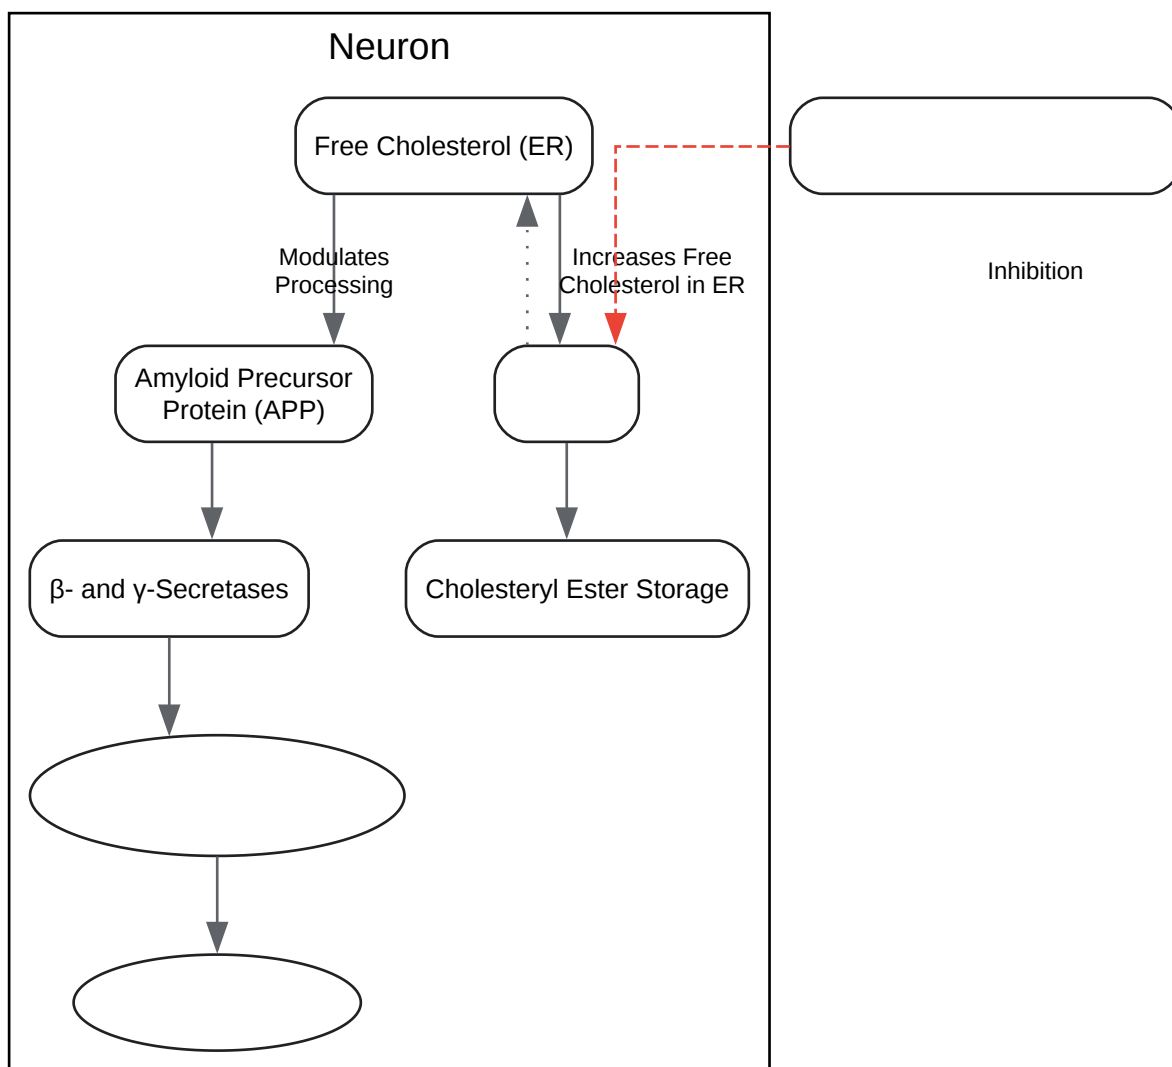 Neuron
Free Cholesterol (ER)
Modulates
Processing
Increases Free
Cholesterol in ER
Inhibition
Amyloid Precursor
Protein (APP)
β- and γ-Secretases
Cholesteryl Ester Storage